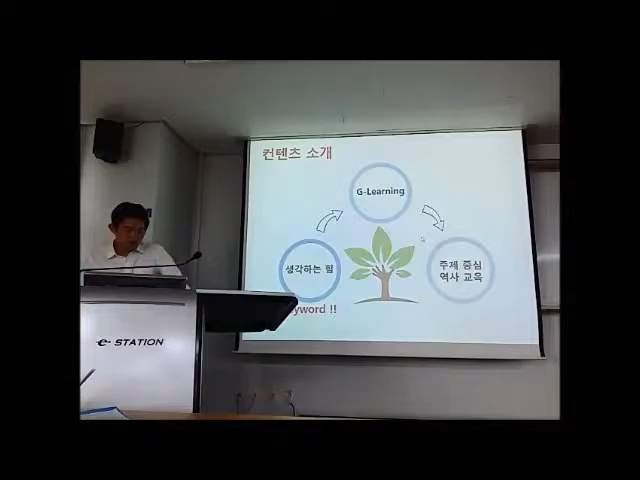 컨텐츠 소개
G-Learning
생각하는 힘
주제 중심
역사 교육
yword !!
e- STATION